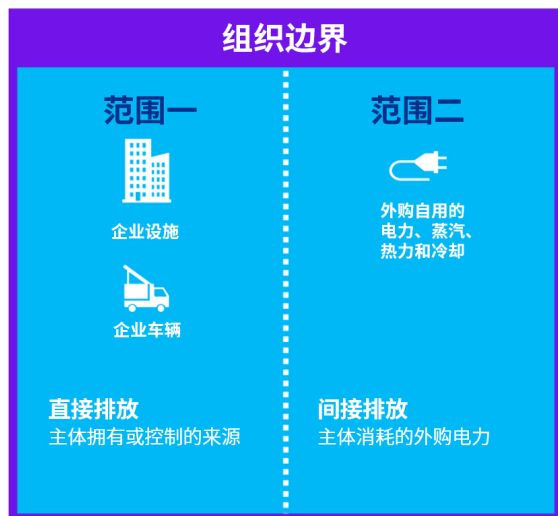 组织边界
范围一
企业设施
企业车辆
直接排放
主体拥有或控制的来源
范围二
外购自用的
电力、蒸汽、
热力和冷却
间接排放
主体消耗的外购电力